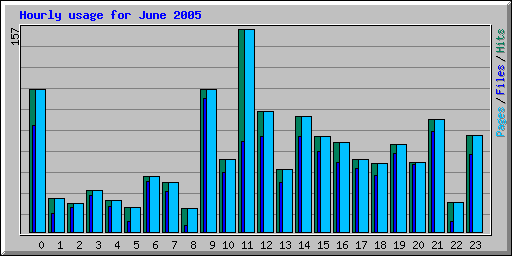 Hourly usage for June 2005
157
Pages/Files/Hits
0 1 2 3 4 5 6 7 8 9 10 11 12 13 14 15 16 17 18 19 20 21 22 23